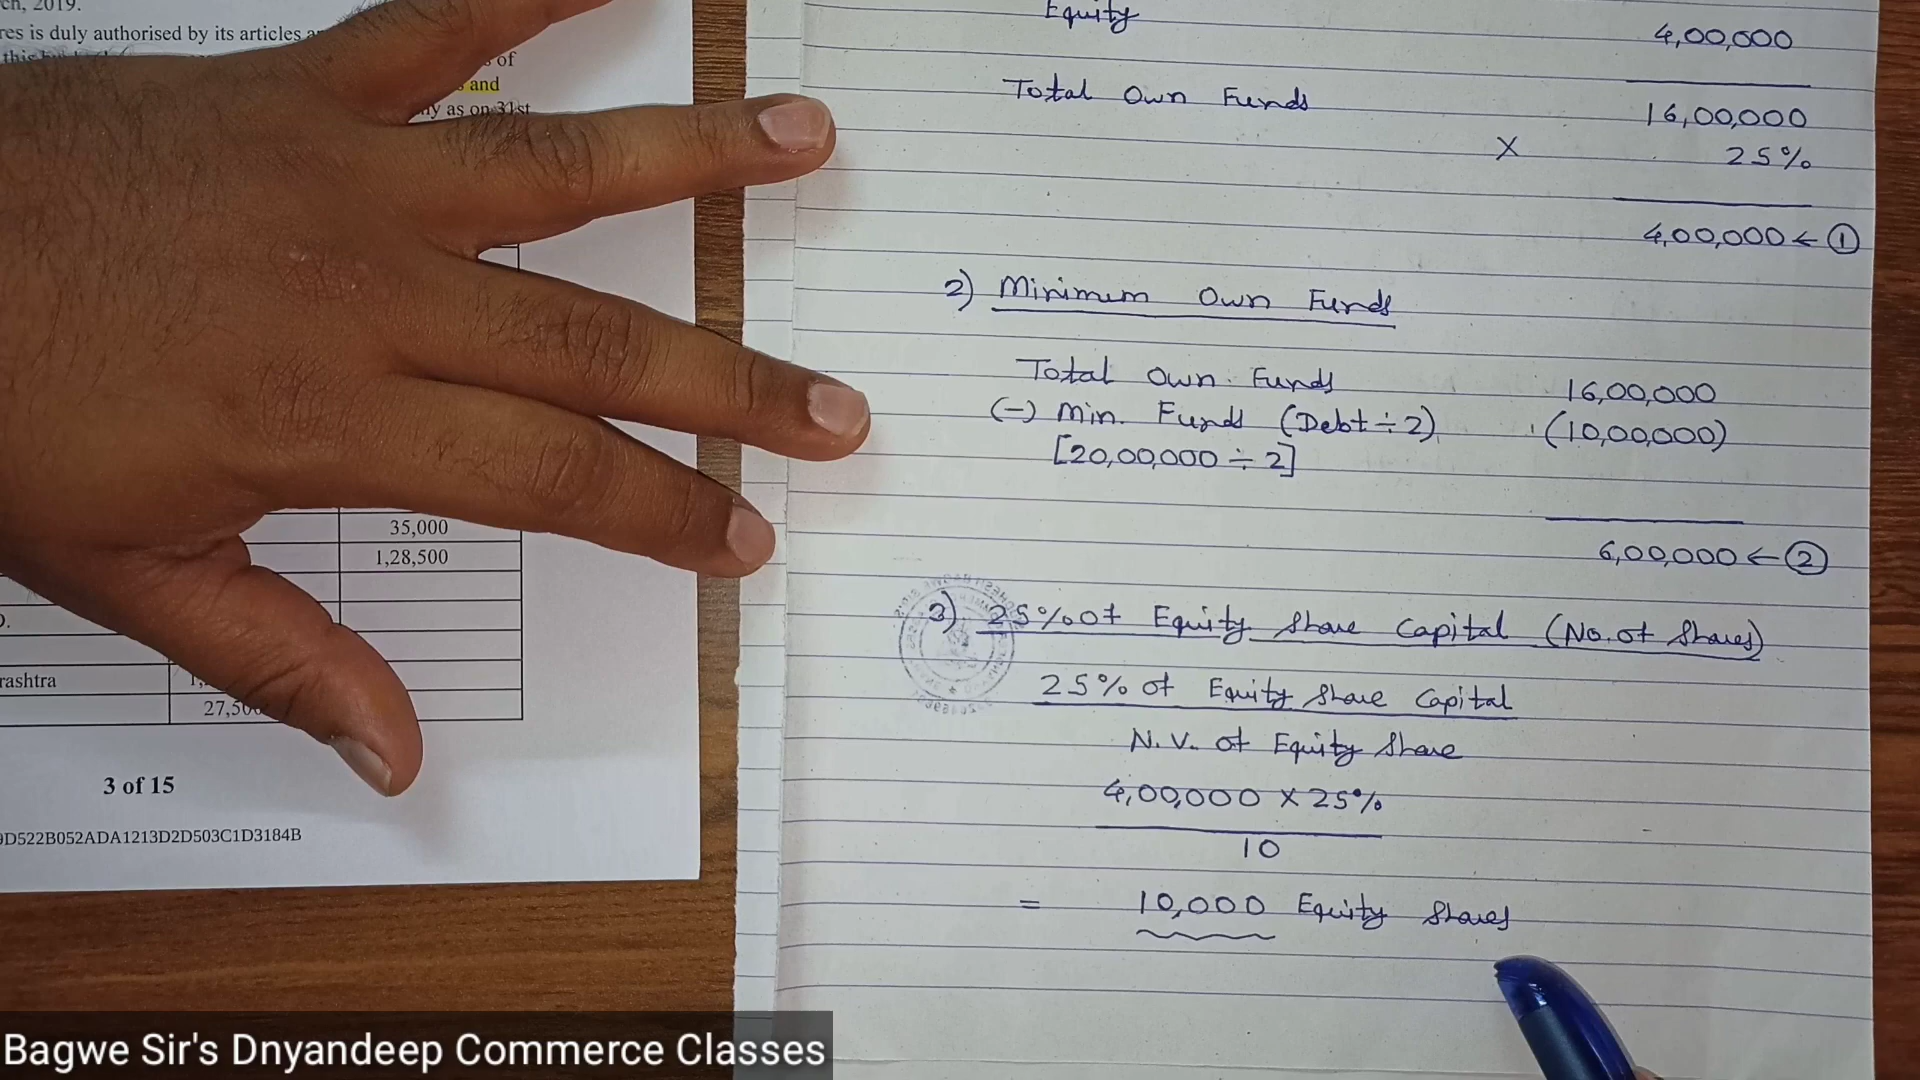 ch, 2019.
res is duly authorised by its articles
of
and
as on 31st
35,000
1,28,500
rashtra
3 of 15
9D522B052ADA1213D2D503C1D3184B
Equity 4,00,000
Total Own Funds 16,00,000
X 25%
4,00,000 ← ①
2) Minimum Own Funds
Total Own Funds 16,00,000
(-) Min. Funds (Debt ÷ 2) (10,00,000)
[20,00,000 ÷ 2]
6,00,000 ← ②
3) 25% of Equity Share Capital (No. of Shares)
25% of Equity Share Capital
N.V. of Equity Share
4,00,000 X 25%
10
= 10,000 Equity Shares
Bagwe Sir's Dnyandeep Commerce Classes